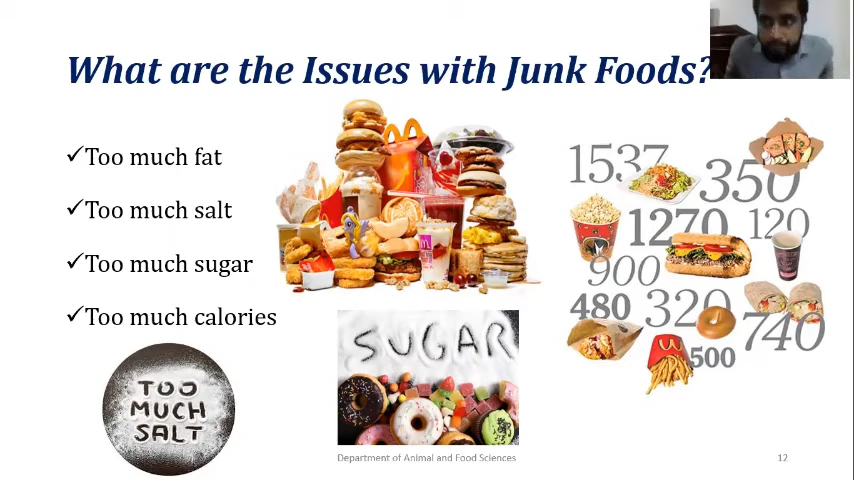 What are the Issues with Junk Foods?
✓Too much fat
✓Too much salt
✓Too much sugar
✓Too much calories
1537
350
1270
120
900
480
320
740
500
SUGAR
TOO
MUCH
SALT
Department of Animal and Food Sciences
12